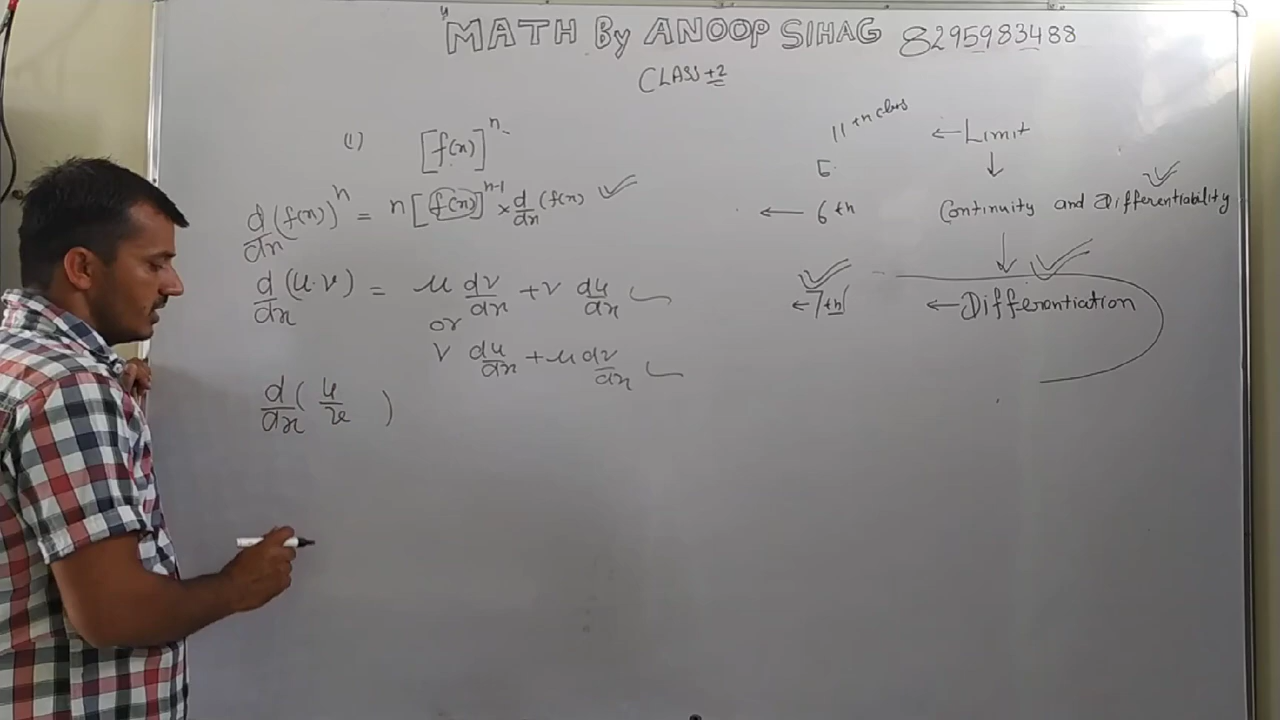 "MATH By ANOOP SIHAG 8295983488
CLASS +2
(1) [f(x)]^n
d/dx (f(x))^n = n[f(x)]^n-1 × d/dx (f(x))
d/dx (u.v) = u dv/dx + v du/dx
or
v du/dx + u dv/dx
d/dx ( u/v )
11th class ← Limit
↓
← 6th Continuity and Differentiability
↓
← 7th ← Differentiation